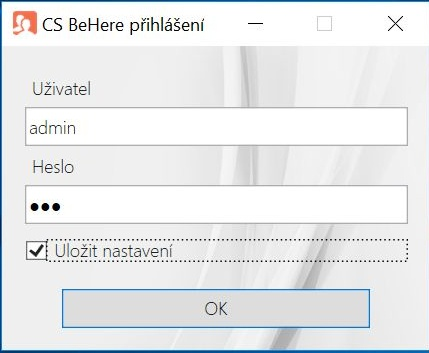 CS BeHere přihlášení
Uživatel
admin
Heslo
●●●
Uložit nastavení
OK